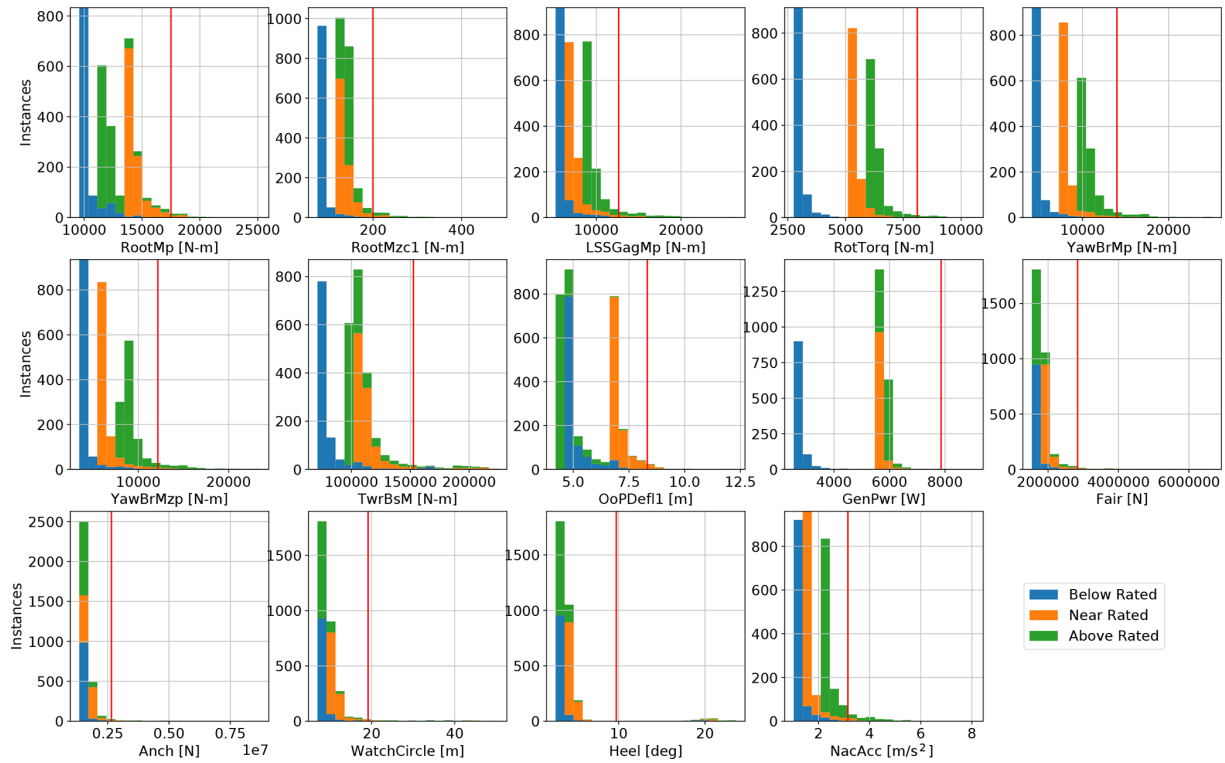 800
600
400
200
0
Instances
10000 15000 20000 25000
RootMp [N-m]
1000
800
600
400
200
0
200 400
RootMzc1 [N-m]
800
600
400
200
0
10000 20000
LSSGagMp [N-m]
800
600
400
200
0
2500 5000 7500 10000
RotTorq [N-m]
800
600
400
200
0
10000 20000
YawBrMp [N-m]
800
600
400
200
0
Instances
10000 20000
YawBrMzp [N-m]
800
600
400
200
0
10000 15000 20000
TwrBsM [N-m]
800
600
400
200
0
5.0 7.5 10.0 12.5
OoPDefl1 [m]
1250
1000
750
500
250
0
4000 6000 8000
GenPwr [W]
1500
1000
500
0
2000000 4000000 6000000
Fair [N]
2500
2000
1500
1000
500
0
Instances
0.25 0.50 0.75
Anch [N] 1e7
1500
1000
500
0
20 40
WatchCircle [m]
1500
1000
500
0
10 20
Heel [deg]
800
600
400
200
0
2 4 6 8
NacAcc [m/s²]
Below Rated
Near Rated
Above Rated